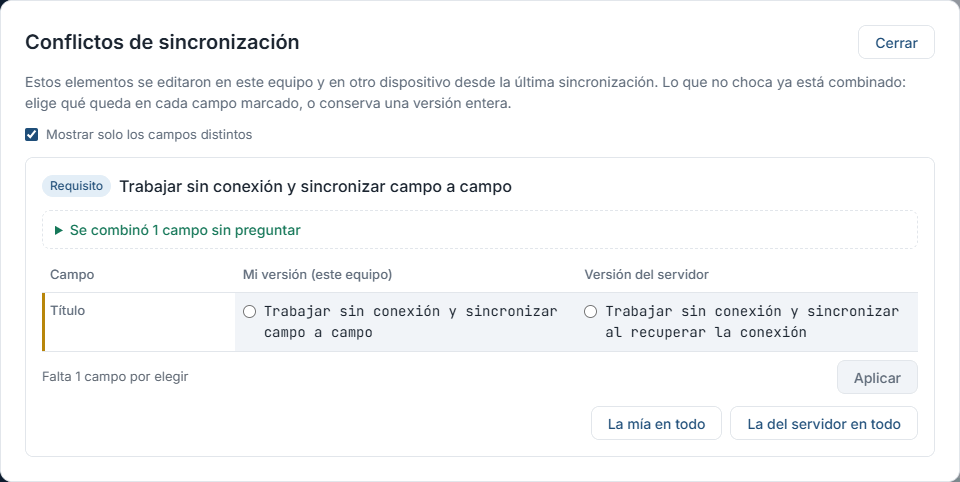 Conflictos de sincronización
Cerrar
Estos elementos se editaron en este equipo y en otro dispositivo desde la última sincronización. Lo que no choca ya está combinado:
elige qué queda en cada campo marcado, o conserva una versión entera.
Mostrar solo los campos distintos
Requisito Trabajar sin conexión y sincronizar campo a campo
Se combinó 1 campo sin preguntar
Campo Mi versión (este equipo) Versión del servidor
Título
Trabajar sin conexión y sincronizar
campo a campo
Trabajar sin conexión y sincronizar
al recuperar la conexión
Falta 1 campo por elegir
Aplicar
La mía en todo
La del servidor en todo